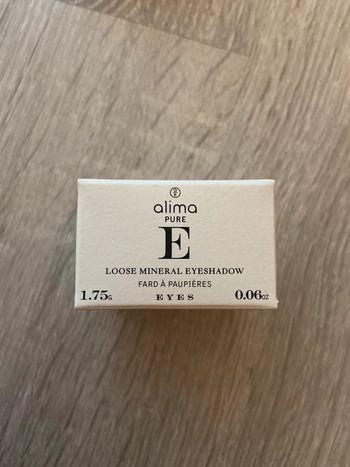 alima
PURE
E
LOOSE MINERAL EYESHADOW
FARD À PAUPIÈRES
1.75G EYES 0.06OZ